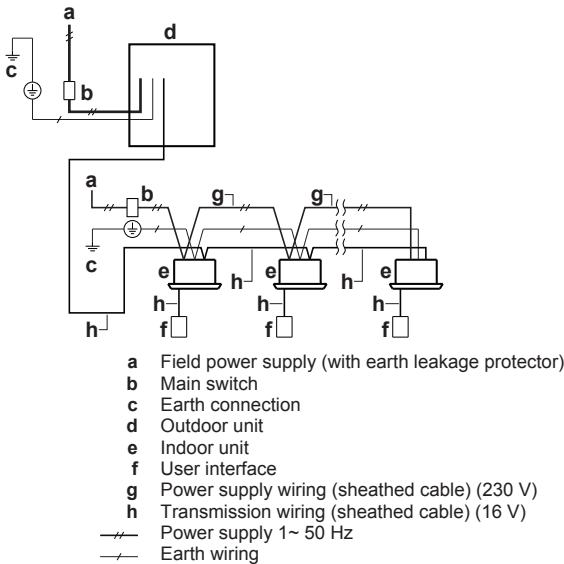 a
d
c
b
a
b
g
g
c
e
e
e
h
h
h
h
h
h
f
f
f
a Field power supply (with earth leakage protector)
b Main switch
c Earth connection
d Outdoor unit
e Indoor unit
f User interface
g Power supply wiring (sheathed cable) (230 V)
h Transmission wiring (sheathed cable) (16 V)
Power supply 1~ 50 Hz
Earth wiring